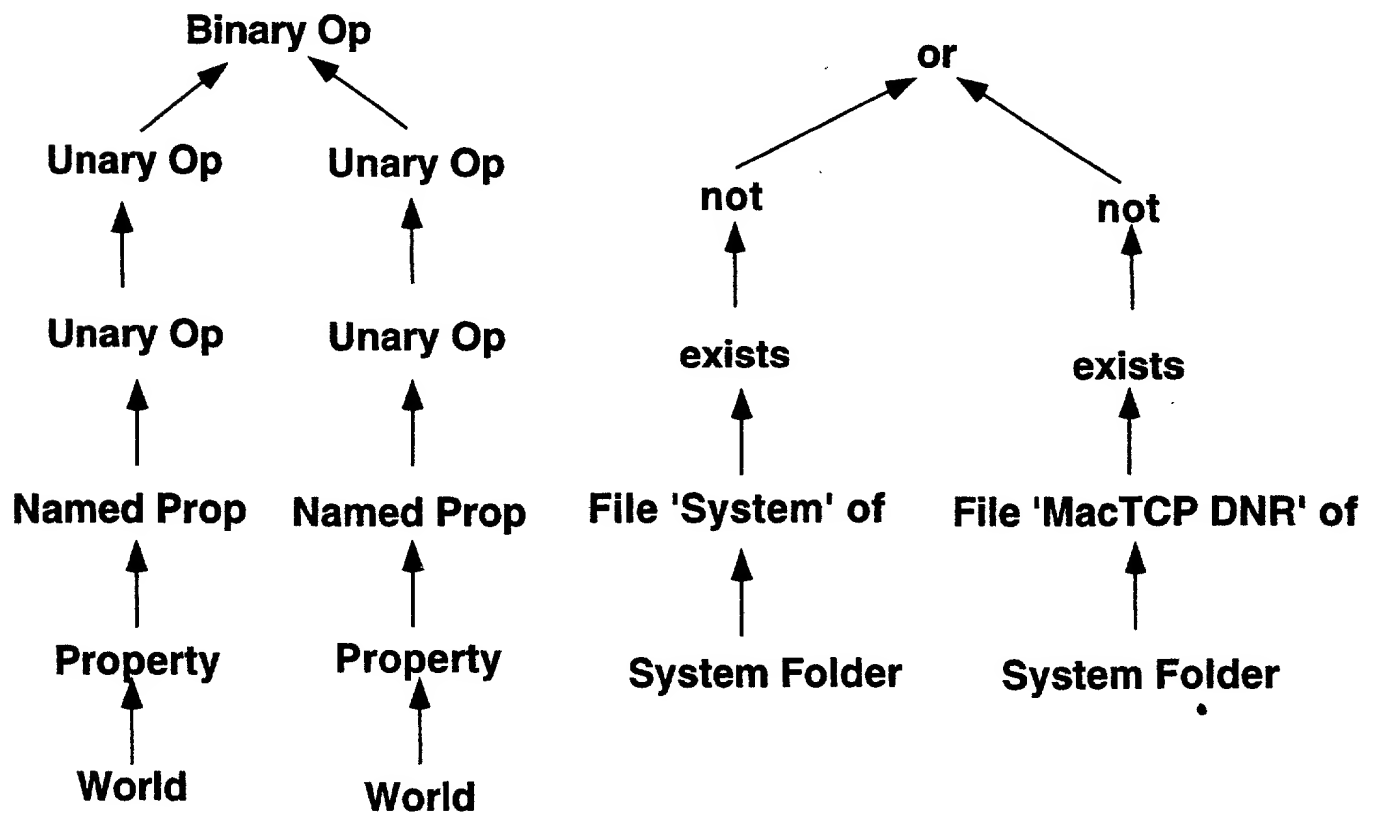 Binary Op
or
Unary Op
Unary Op
not
not
Unary Op
Unary Op
exists
exists
Named Prop
Named Prop
File 'System' of
File 'MacTCP DNR' of
Property
Property
System Folder
System Folder
World
World